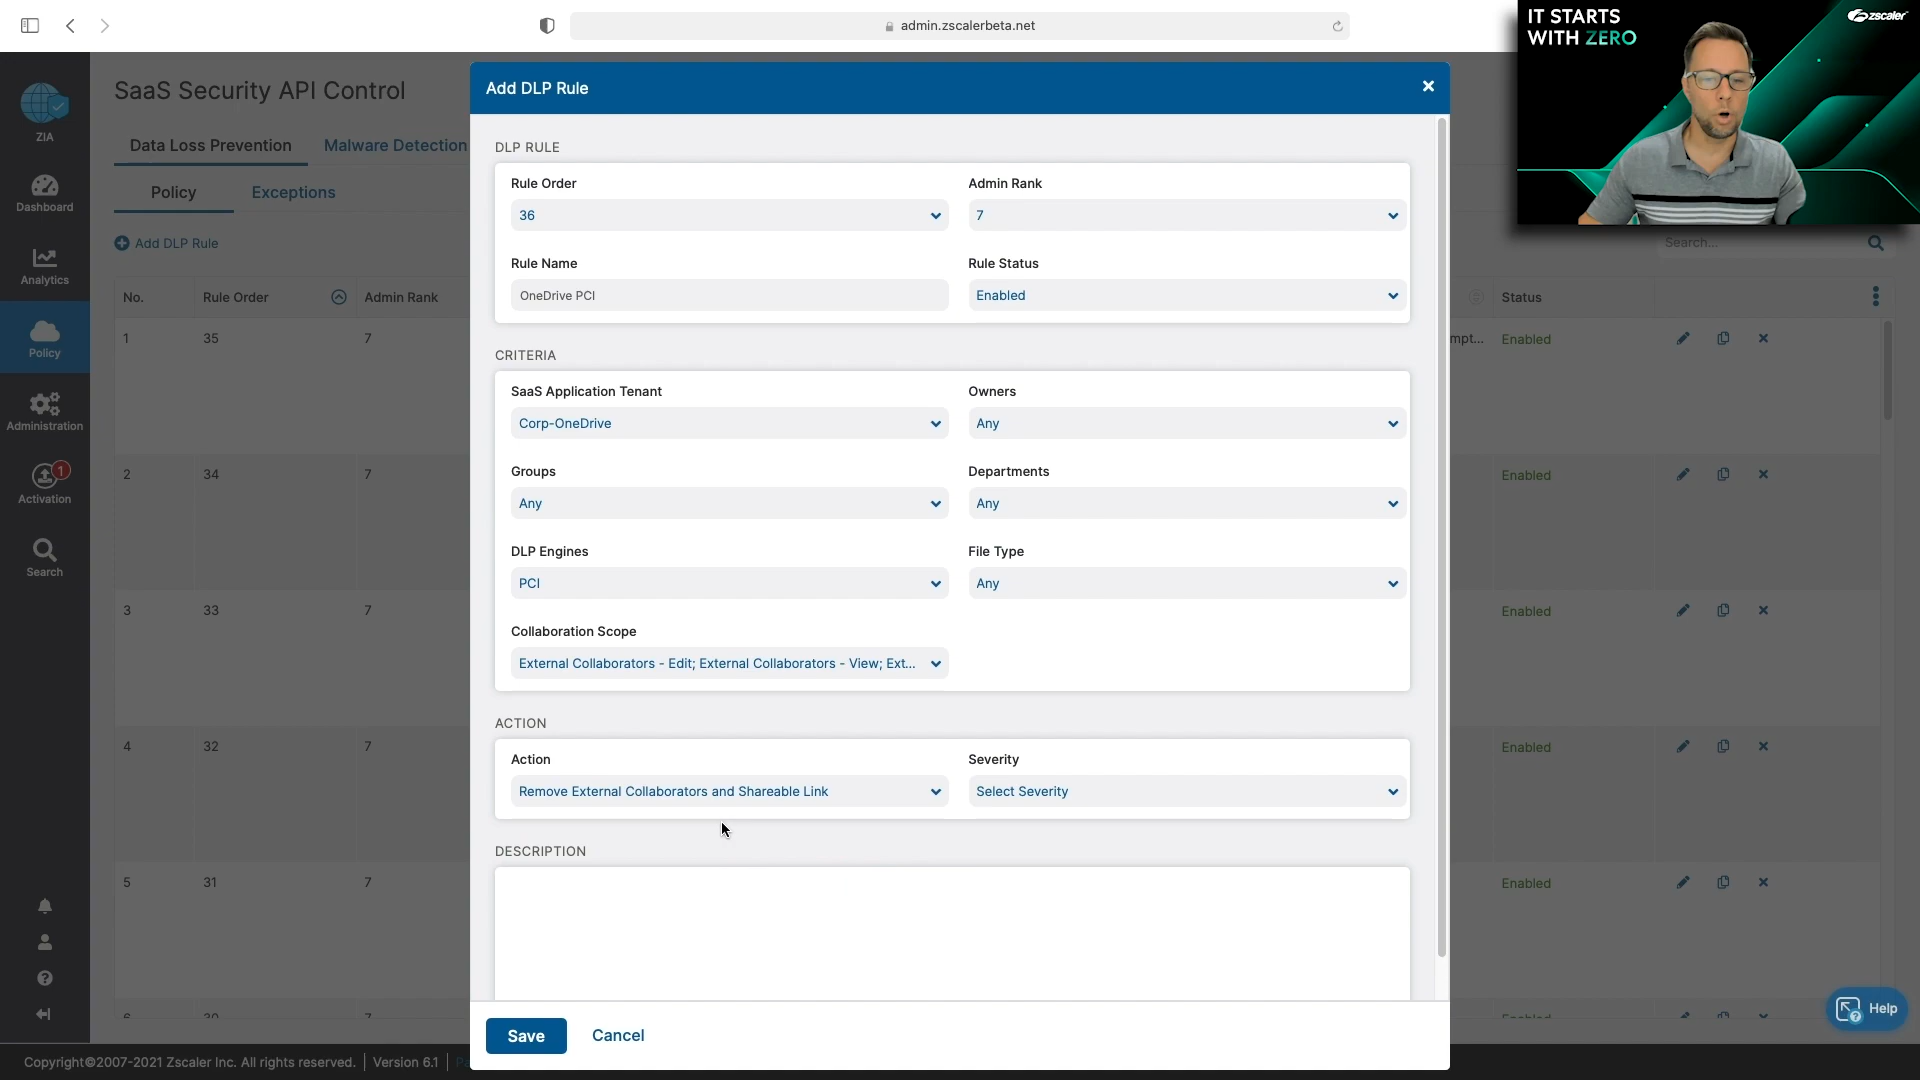 admin.zscalerbeta.net
IT STARTS
WITH ZERO
zscaler
ZIA
Dashboard
Analytics
Policy
Administration
1
Activation
Search
SaaS Security API Control
Data Loss Prevention
Malware Detection
Policy
Exceptions
Add DLP Rule
Search...
No.
Rule Order
Admin Rank
Status
1
35
7
mpt...
Enabled
2
34
7
Enabled
3
33
7
Enabled
4
32
7
Enabled
5
31
7
Enabled
6
30
7
Enabled
Add DLP Rule
DLP RULE
Rule Order
Admin Rank
36
7
Rule Name
Rule Status
OneDrive PCI
Enabled
CRITERIA
SaaS Application Tenant
Owners
Corp-OneDrive
Any
Groups
Departments
Any
Any
DLP Engines
File Type
PCI
Any
Collaboration Scope
External Collaborators - Edit; External Collaborators - View; Ext...
ACTION
Action
Severity
Remove External Collaborators and Shareable Link
Select Severity
DESCRIPTION
Save
Cancel
Help
Copyright©2007-2021 Zscaler Inc. All rights reserved. | Version 6.1 |